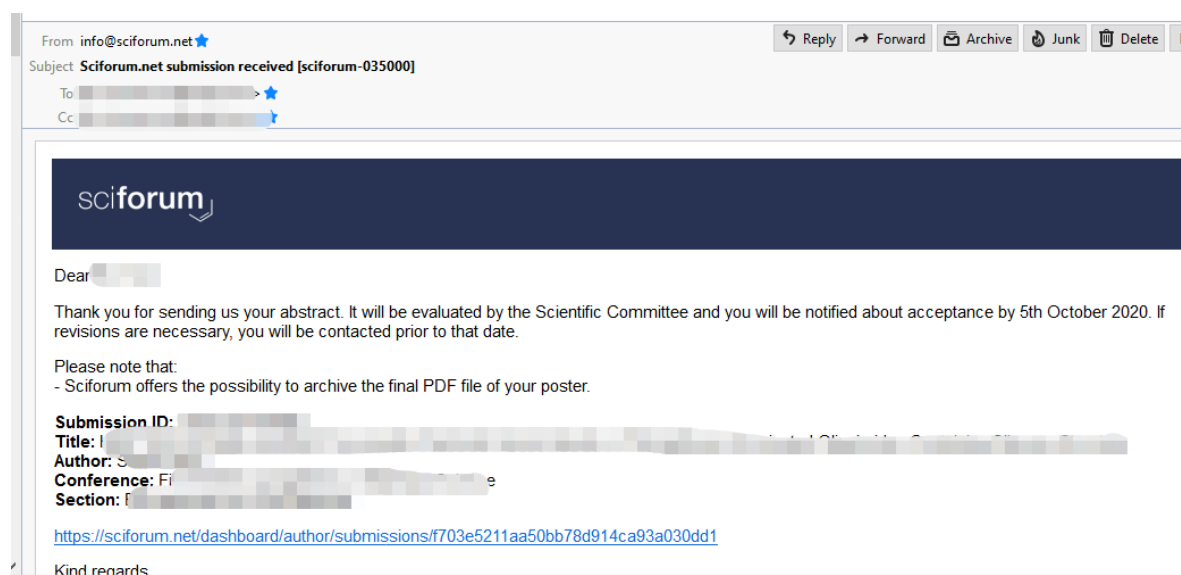 From info@sciforum.net
Reply Forward Archive Junk Delete
Subject Sciforum.net submission received [sciforum-035000]
To
Cc
sciforum
Dear
Thank you for sending us your abstract. It will be evaluated by the Scientific Committee and you will be notified about acceptance by 5th October 2020. If
revisions are necessary, you will be contacted prior to that date.
Please note that:
- Sciforum offers the possibility to archive the final PDF file of your poster.
Submission ID:
Title:
Author:
Conference:
Section:
https://sciforum.net/dashboard/author/submissions/f703e5211aa50bb78d914ca93a030dd1
Kind regards